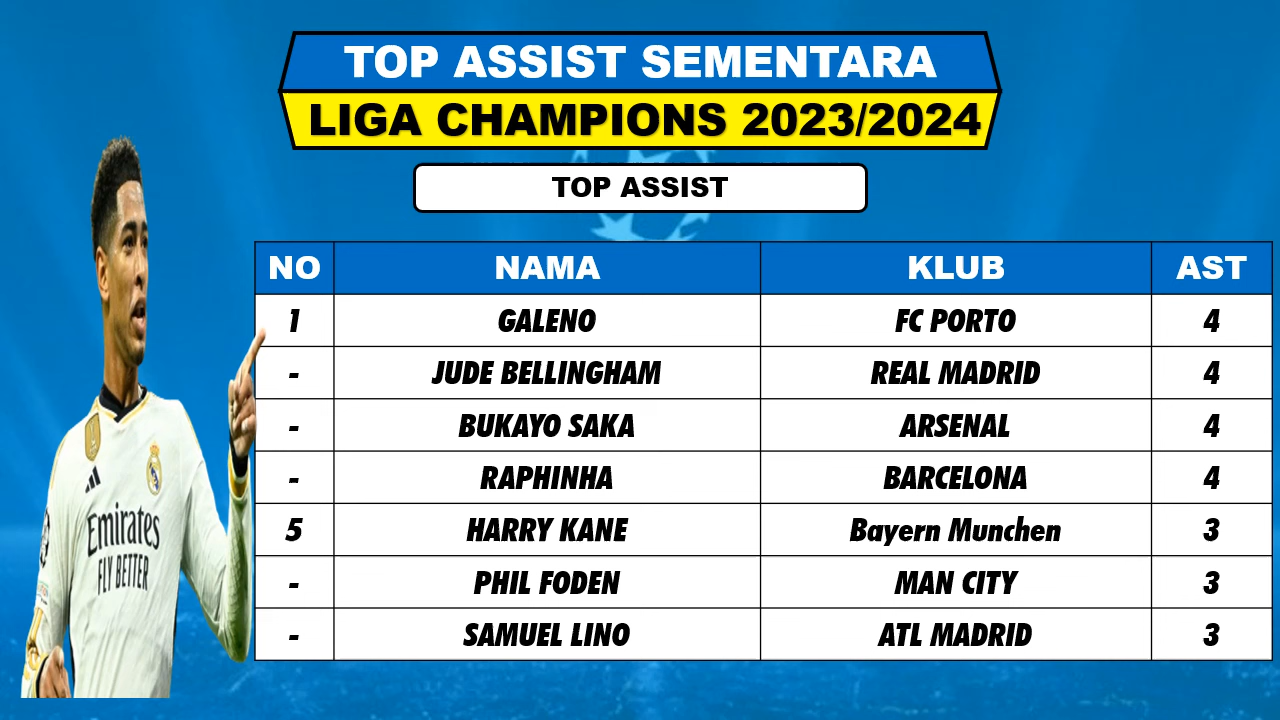 TOP ASSIST SEMENTARA
LIGA CHAMPIONS 2023/2024
TOP ASSIST
NO NAMA KLUB AST
1 GALENO FC PORTO 4
- JUDE BELLINGHAM REAL MADRID 4
- BUKAYO SAKA ARSENAL 4
- RAPHINHA BARCELONA 4
5 HARRY KANE Bayern Munchen 3
- PHIL FODEN MAN CITY 3
- SAMUEL LINO ATL MADRID 3
Emirates
FLY BETTER